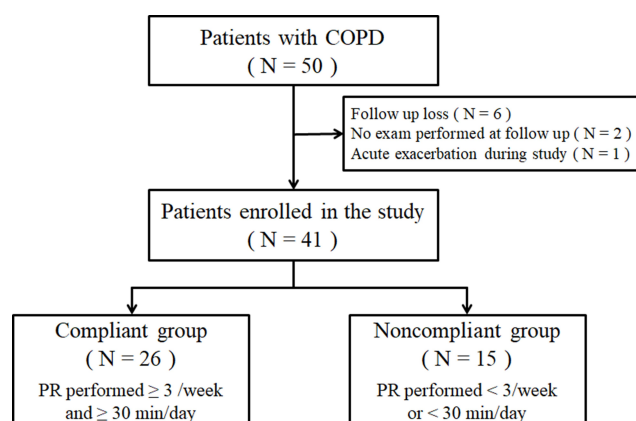 Patients with COPD
( N = 50 )
Follow up loss ( N = 6 )
No exam performed at follow up ( N = 2 )
Acute exacerbation during study ( N = 1 )
Patients enrolled in the study
( N = 41 )
Compliant group
( N = 26 )
PR performed ≥ 3 /week
and ≥ 30 min/day
Noncompliant group
( N = 15 )
PR performed < 3/week
or < 30 min/day